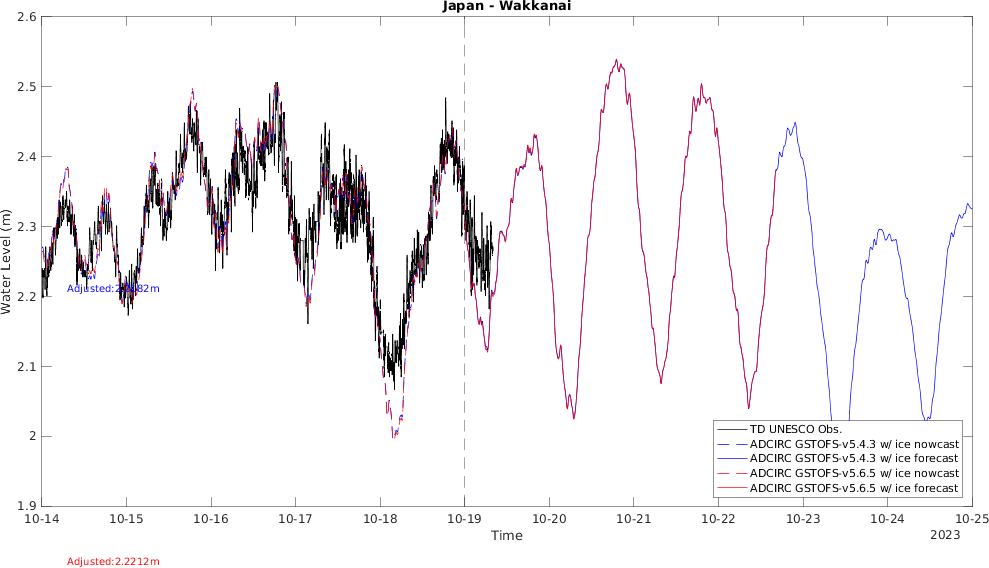 Japan - Wakkanai
2.6
2.5
2.4
2.3
2.2
2.1
2
1.9
Water Level (m)
Adjusted:
TD UNESCO Obs.
ADCIRC GSTOFS-v5.4.3 w/ ice nowcast
ADCIRC GSTOFS-v5.4.3 w/ ice forecast
ADCIRC GSTOFS-v5.6.5 w/ ice nowcast
ADCIRC GSTOFS-v5.6.5 w/ ice forecast
10-14 10-15 10-16 10-17 10-18 10-19 10-20 10-21 10-22 10-23 10-24 10-25
Time
2023
Adjusted:2.2212m